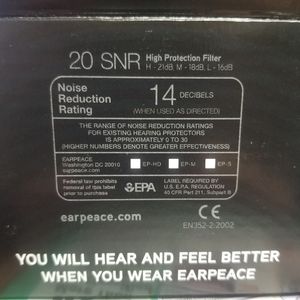 20 SNR High Protection Filter
H - 21dB, M - 18dB, L - 16dB
Noise
Reduction
Rating
14 DECIBELS
(WHEN USED AS DIRECTED)
THE RANGE OF NOISE REDUCTION RATINGS
FOR EXISTING HEARING PROTECTORS
IS APPROXIMATELY 0 TO 30
(HIGHER NUMBERS DENOTE GREATER EFFECTIVENESS)
EARPEACE
Washington DC 20010
earpeace.com
EP-HD EP-M EP-S
Federal law prohibits
removal of this label
prior to purchase
EPA
LABEL REQUIRED BY
U.S. E.P.A. REGULATION
40 CFR Part 211, Subpart B
earpeace.com
CE
EN352-2:2002
YOU WILL HEAR AND FEEL BETTER
WHEN YOU WEAR EARPEACE